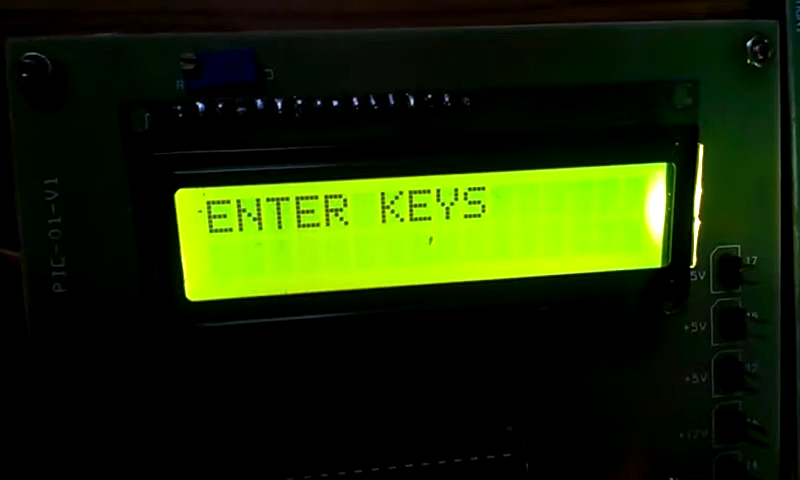 ENTER KEYS
PIC-01-V1
5V
+5V
+5V
+12V